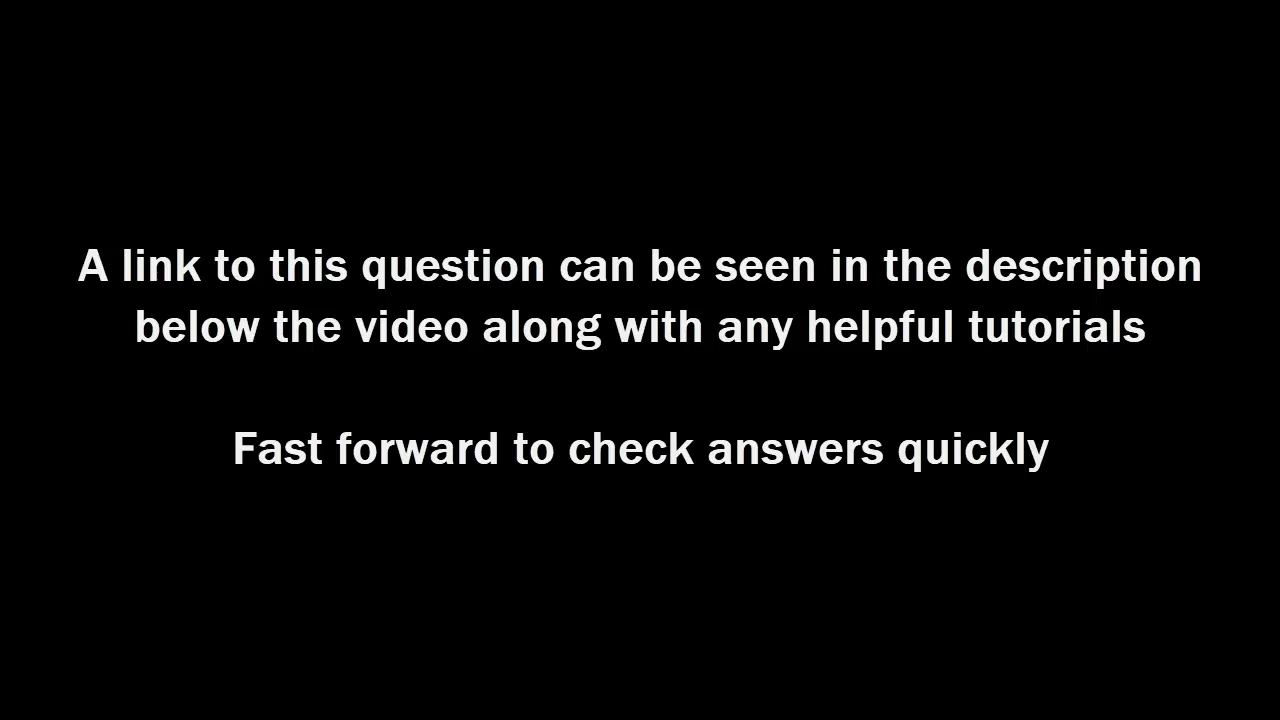 A link to this question can be seen in the description
below the video along with any helpful tutorials
Fast forward to check answers quickly